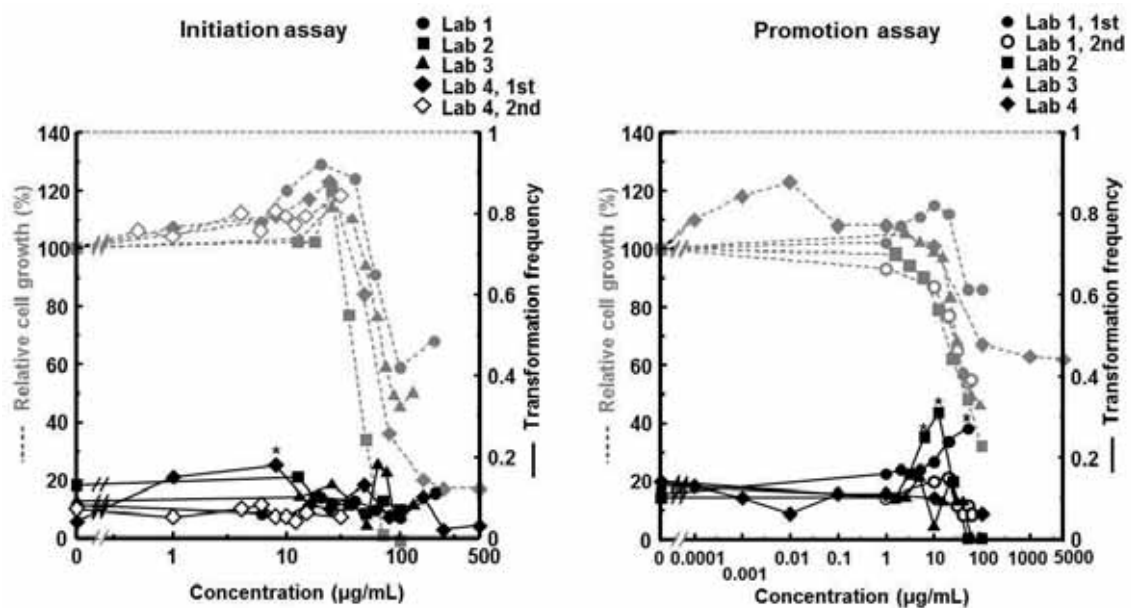 Initiation assay
Lab 1
Lab 2
Lab 3
Lab 4, 1st
Lab 4, 2nd
140
120
100
80
60
40
20
0
1
0.8
0.6
0.4
0.2
0
Relative cell growth (%)
Transformation frequency
*
0
1
10
100
500
Concentration (µg/mL)
Promotion assay
Lab 1, 1st
Lab 1, 2nd
Lab 2
Lab 3
Lab 4
140
120
100
80
60
40
20
0
1
0.8
0.6
0.4
0.2
0
Relative cell growth (%)
Transformation frequency
*
*
*
0
0.0001
0.001
0.01
0.1
1
10
100
1000
5000
Concentration (µg/mL)